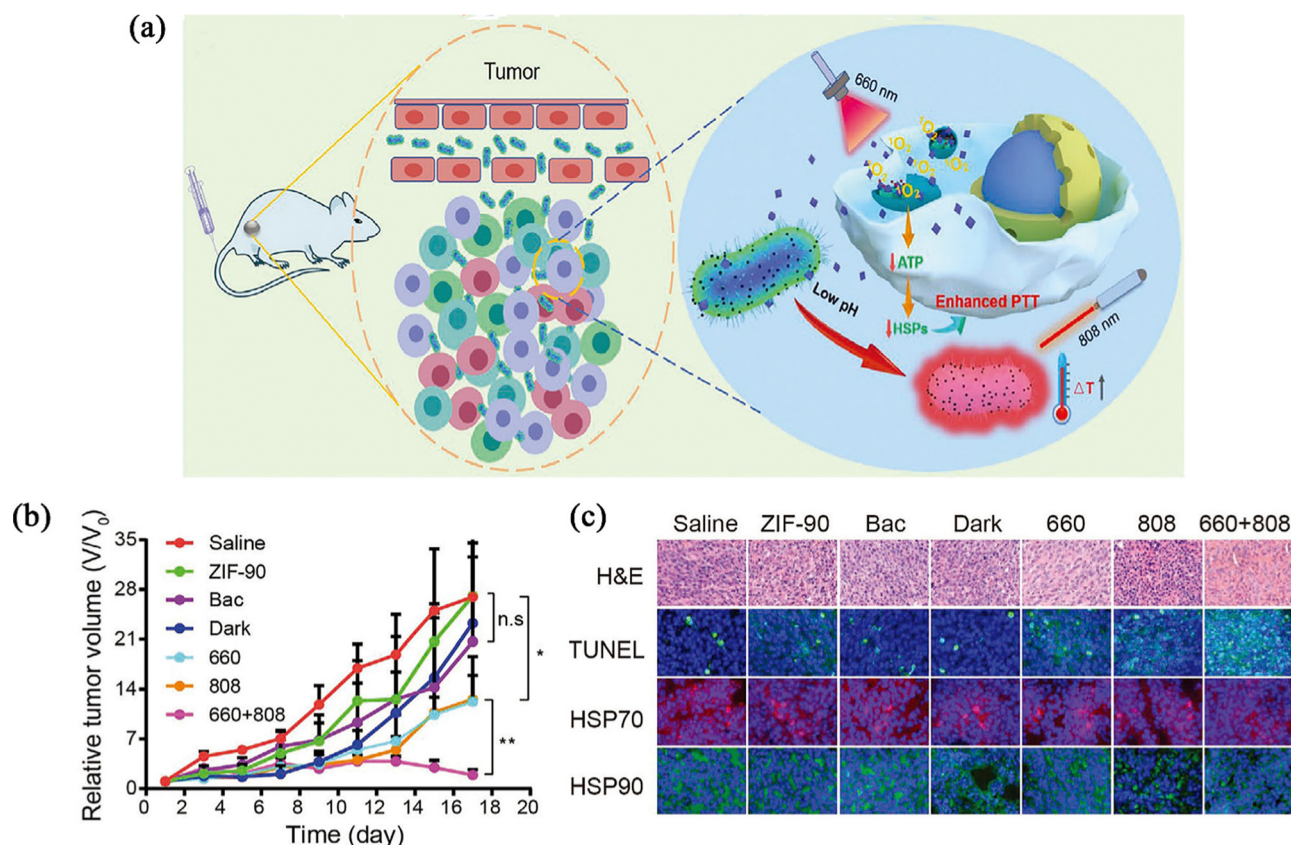 (a)
Tumor
660 nm
¹O₂
¹O₂
¹O₂
¹O₂
¹O₂
¹O₂
ATP
Low pH
Enhanced PTT
HSPs
808 nm
ΔT
(b)
Relative tumor volume (V/V₀)
35
28
21
14
7
0
Saline
ZIF-90
Bac
Dark
660
808
660+808
n.s
*
**
0 2 4 6 8 10 12 14 16 18 20
Time (day)
(c)
Saline ZIF-90 Bac Dark 660 808 660+808
H&E
TUNEL
HSP70
HSP90